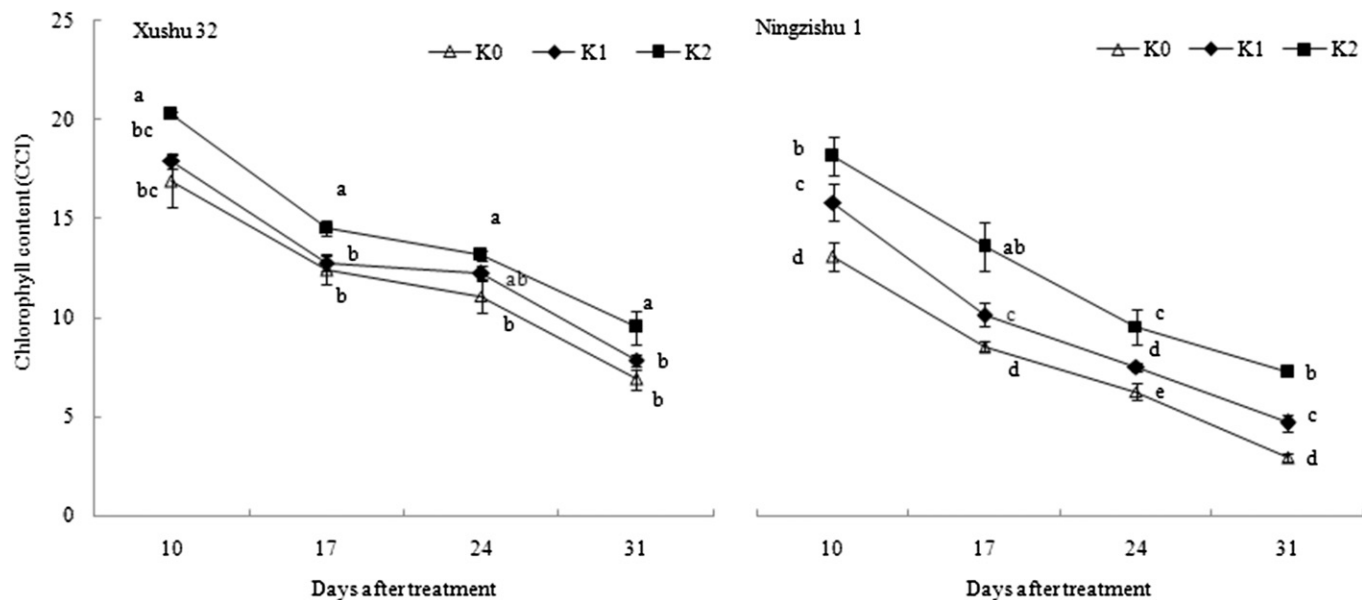 25
Xushu 32
K0 K1 K2
Ningzishu 1
K0 K1 K2
20
15
10
5
0
Chlorophyll content (CCI)
a
bc
bc
a
b
b
a
ab
b
a
b
b
b
c
d
ab
c
d
c
d
e
b
c
d
10 17 24 31
Days after treatment
10 17 24 31
Days after treatment